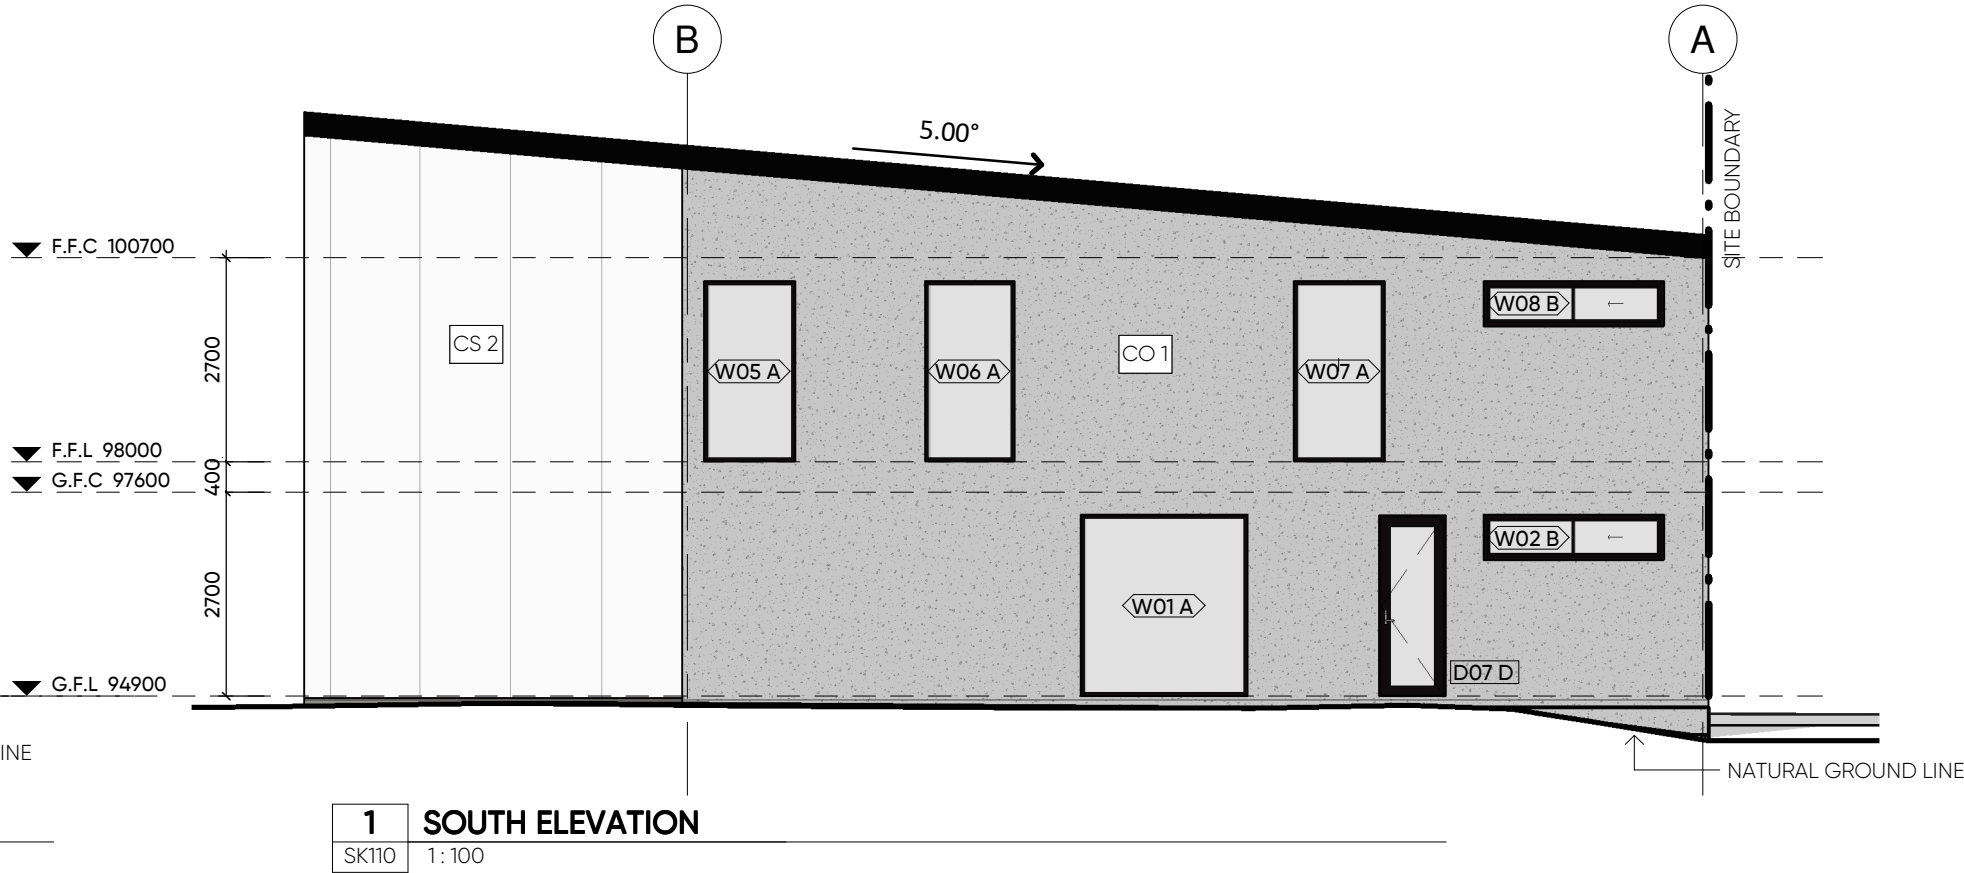 B
A
5.00°
SITE BOUNDARY
F.F.C 100700
2700
CS 2
CO 1
W05 A
W06 A
W07 A
W08 B
F.F.L 98000
400
G.F.C 97600
2700
W01 A
W02 B
D07 D
G.F.L 94900
INE
NATURAL GROUND LINE
1 SOUTH ELEVATION
SK110 1 : 100